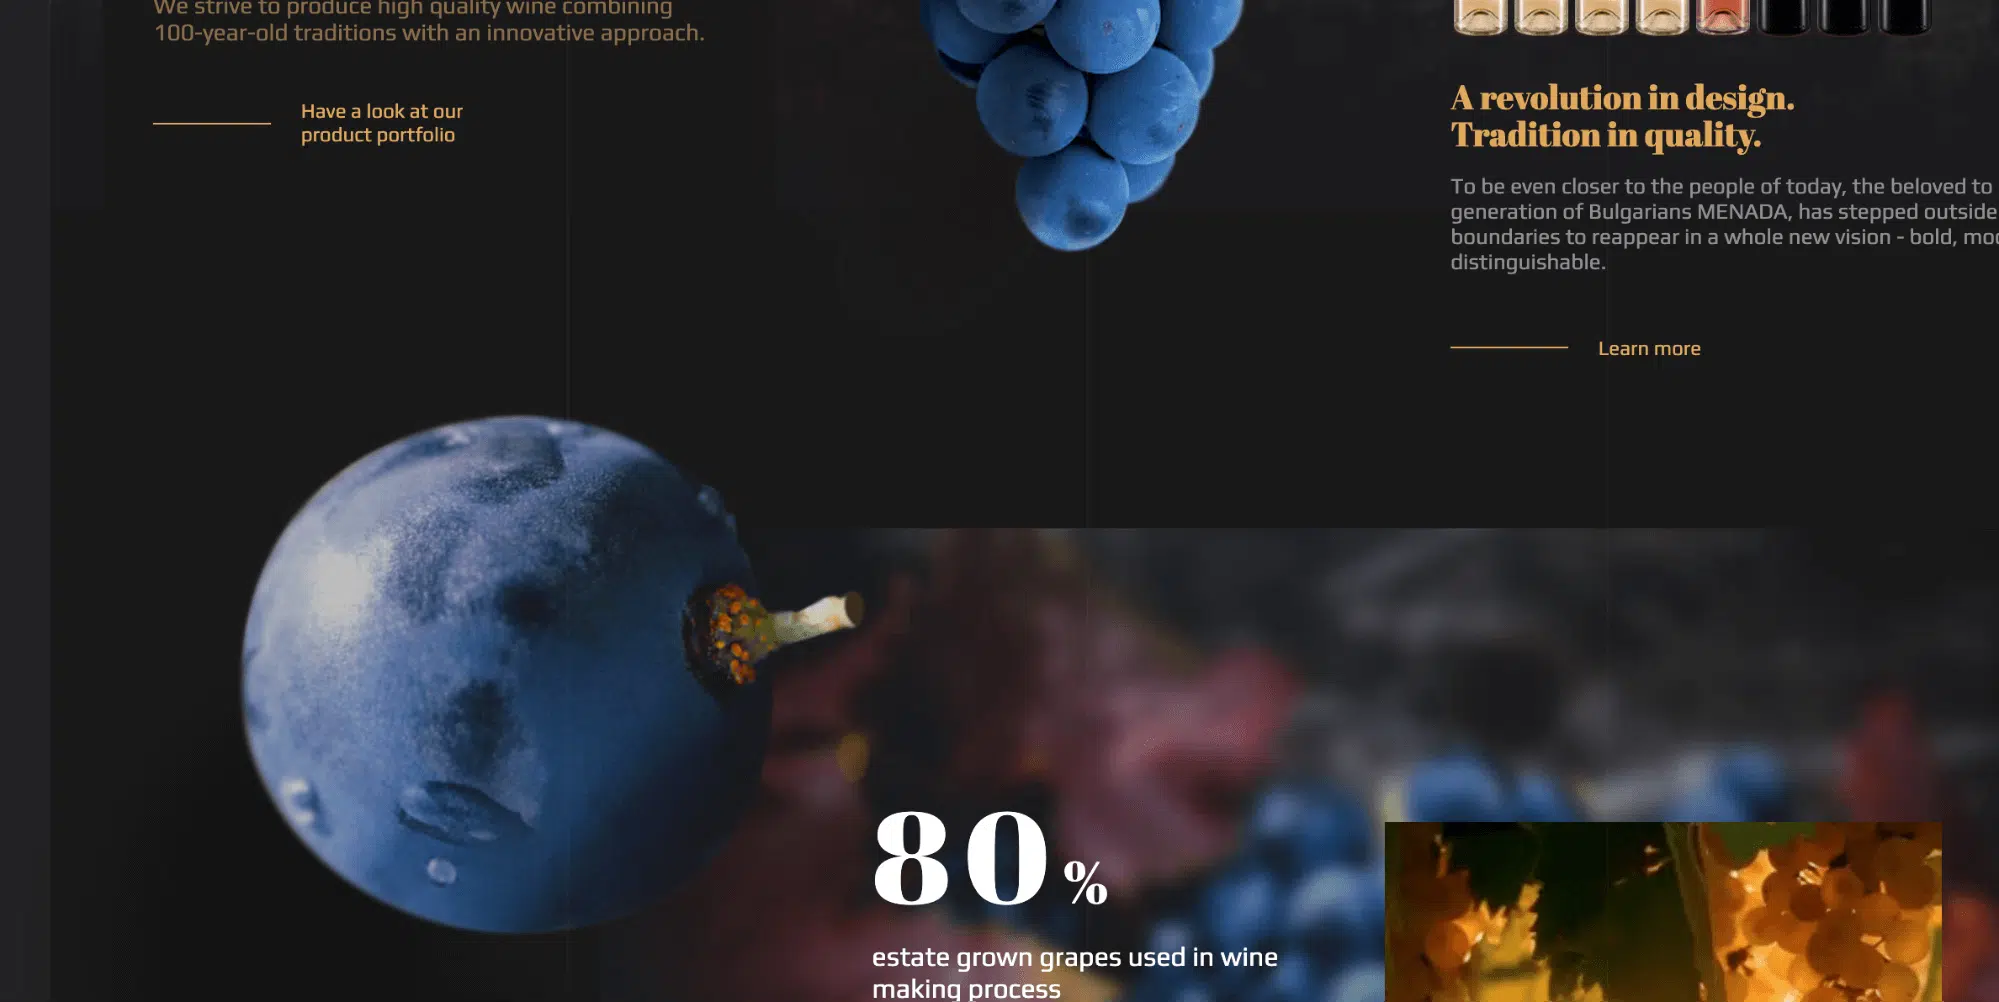 We strive to produce high quality wine combining
100-year-old traditions with an innovative approach.
Have a look at our
product portfolio
A revolution in design.
Tradition in quality.
To be even closer to the people of today, the beloved to
generation of Bulgarians MENADA, has stepped outside
boundaries to reappear in a whole new vision - bold,
distinguishable.
Learn more
80%
estate grown grapes used in wine
making process